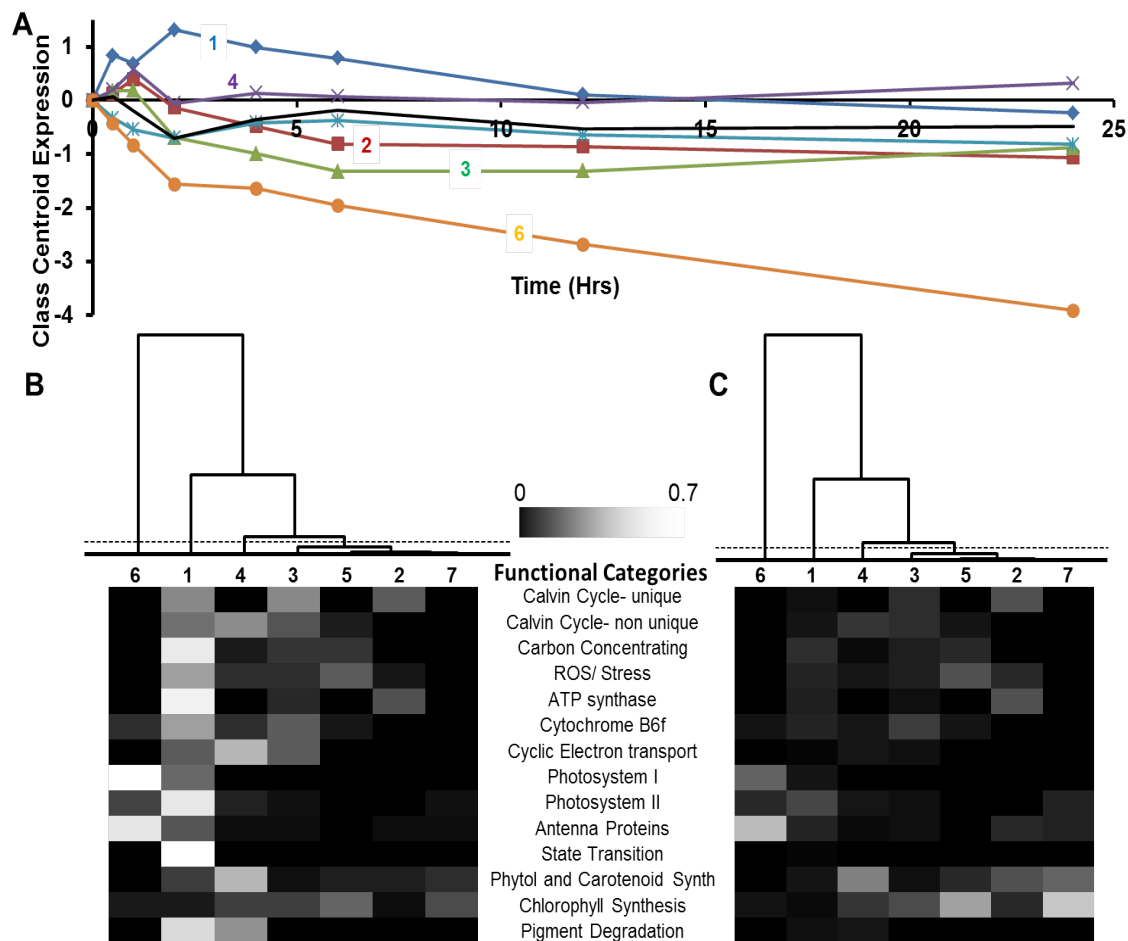 A
Class Centroid Expression
1
0
-1
-2
-3
-4
0
5
10
15
20
25
1
4
2
3
6
Time (Hrs)
B
C
0 0.7
6 1 4 3 5 2 7
Functional Categories
6 1 4 3 5 2 7
Calvin Cycle- unique
Calvin Cycle- non unique
Carbon Concentrating
ROS/ Stress
ATP synthase
Cytochrome B6f
Cyclic Electron transport
Photosystem I
Photosystem II
Antenna Proteins
State Transition
Phytol and Carotenoid Synth
Chlorophyll Synthesis
Pigment Degradation